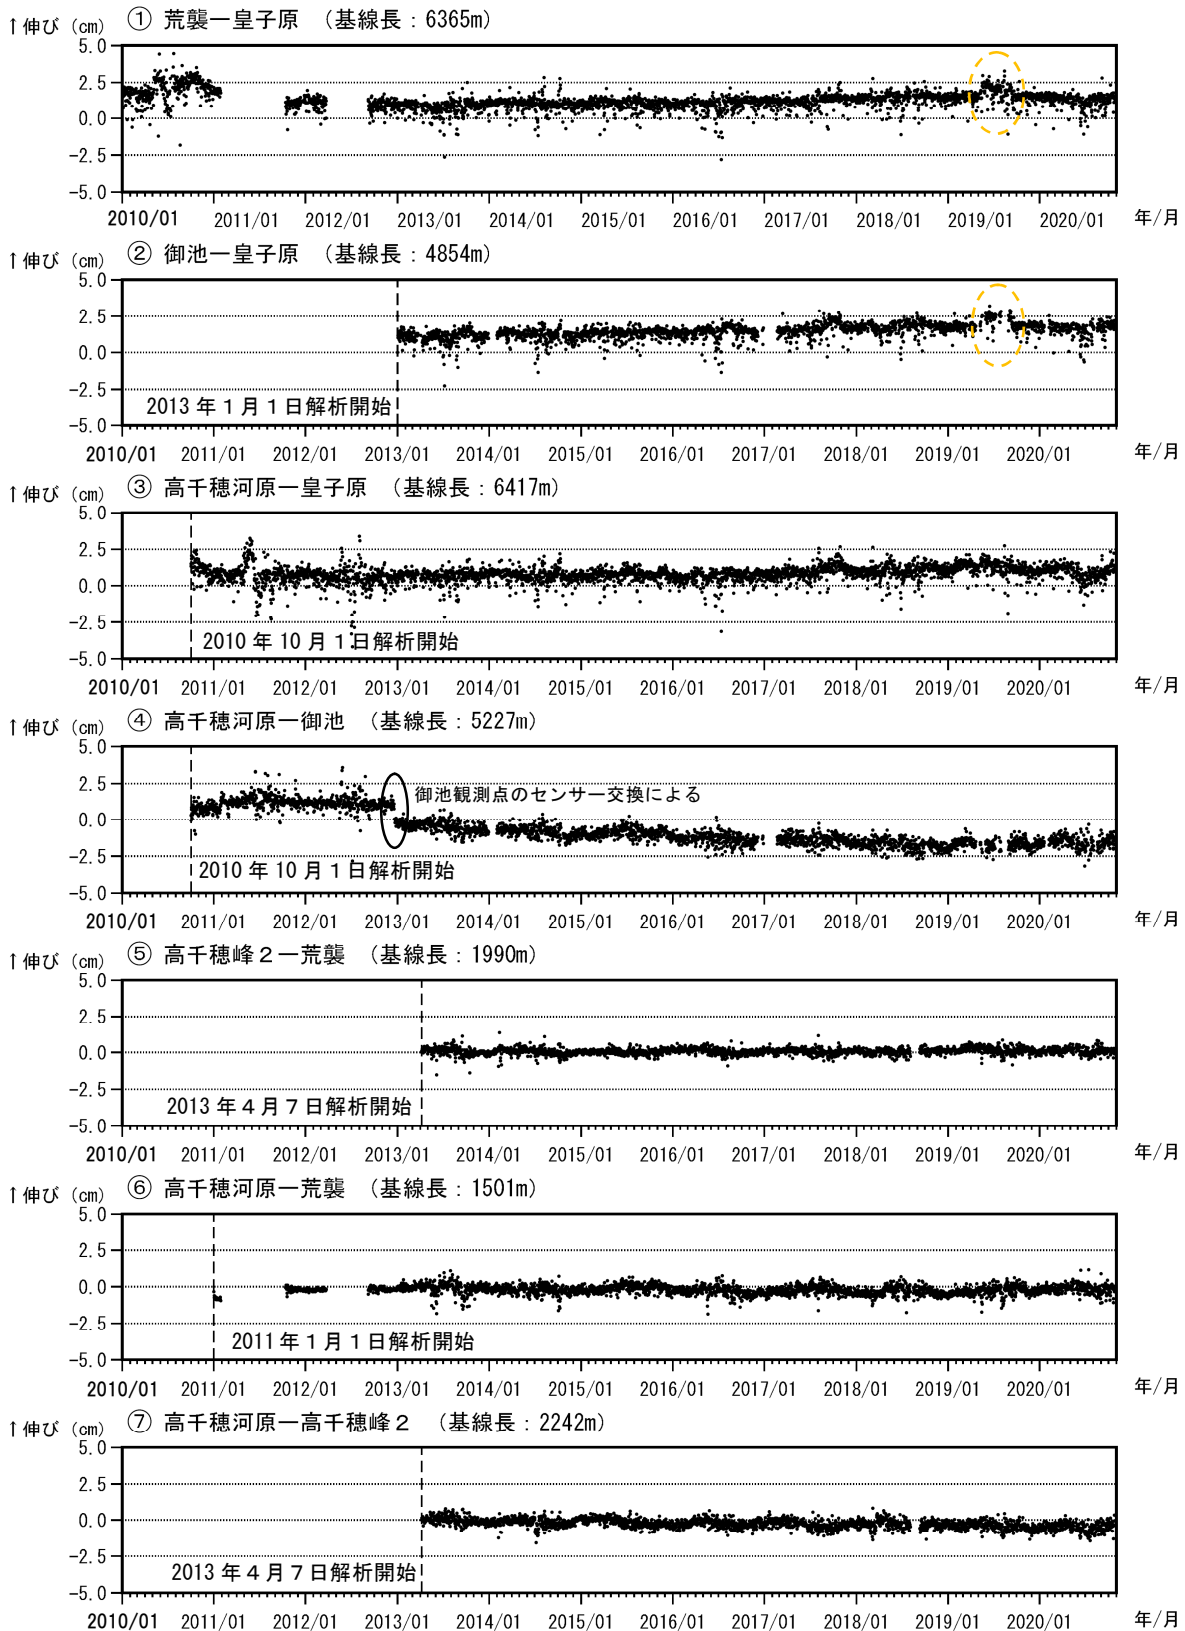 ↑伸び (cm) ① 荒襲ー皇子原 (基線長:6365m)
5.0
2.5
0.0
-2.5
-5.0
2010/01 2011/01 2012/01 2013/01 2014/01 2015/01 2016/01 2017/01 2018/01 2019/01 2020/01 年/月
↑伸び (cm) ② 御池ー皇子原 (基線長:4854m)
5.0
2.5
0.0
-2.5
-5.0
2013年1月1日解析開始
2010/01 2011/01 2012/01 2013/01 2014/01 2015/01 2016/01 2017/01 2018/01 2019/01 2020/01 年/月
↑伸び (cm) ③ 高千穂河原ー皇子原 (基線長:6417m)
5.0
2.5
0.0
-2.5
-5.0
2010年10月1日解析開始
2010/01 2011/01 2012/01 2013/01 2014/01 2015/01 2016/01 2017/01 2018/01 2019/01 2020/01 年/月
↑伸び (cm) ④ 高千穂河原ー御池 (基線長:5227m)
5.0
2.5
御池観測点のセンサー交換による
0.0
-2.5
2010年10月1日解析開始
-5.0
2010/01 2011/01 2012/01 2013/01 2014/01 2015/01 2016/01 2017/01 2018/01 2019/01 2020/01 年/月
↑伸び (cm) ⑤ 高千穂峰2ー荒襲 (基線長:1990m)
5.0
2.5
0.0
-2.5
-5.0
2013年4月7日解析開始
2010/01 2011/01 2012/01 2013/01 2014/01 2015/01 2016/01 2017/01 2018/01 2019/01 2020/01 年/月
↑伸び (cm) ⑥ 高千穂河原ー荒襲 (基線長:1501m)
5.0
2.5
0.0
-2.5
-5.0
2011年1月1日解析開始
2010/01 2011/01 2012/01 2013/01 2014/01 2015/01 2016/01 2017/01 2018/01 2019/01 2020/01 年/月
↑伸び (cm) ⑦ 高千穂河原ー高千穂峰2 (基線長:2242m)
5.0
2.5
0.0
-2.5
-5.0
2013年4月7日解析開始
2010/01 2011/01 2012/01 2013/01 2014/01 2015/01 2016/01 2017/01 2018/01 2019/01 2020/01 年/月